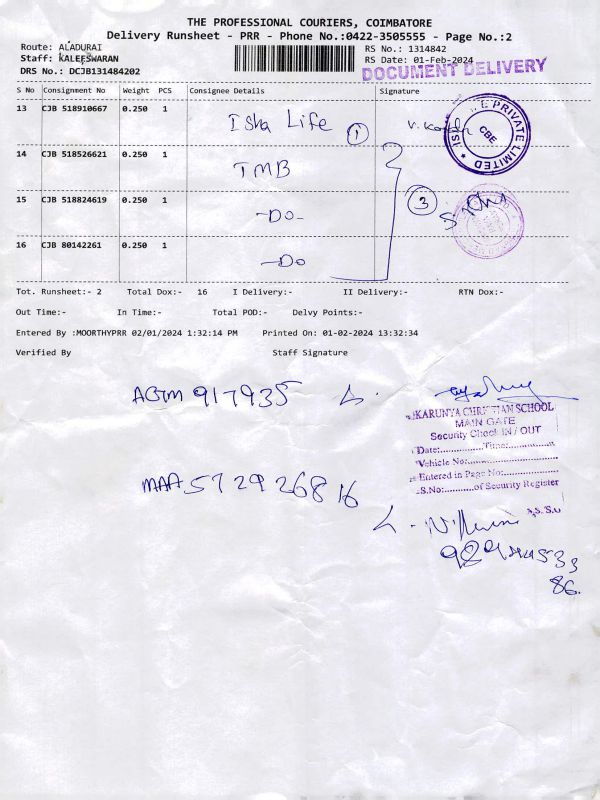 THE PROFESSIONAL COURIERS, COIMBATORE
Delivery Runsheet - PRR - Phone No.:0422-3505555 - Page No.:2
Route: ALADURAI
RS No.: 1314842
Staff: KALEESWARAN
RS Date: 01-Feb-2024
DRS No.: DCJB131484202
DOCUMENT DELIVERY
S No Consignment No Weight PCS Consignee Details Signature
13 CJB 518910667 0.250 1 Isha Life 1
PRIVATE LIMITED CBE
14 CJB 518526621 0.250 1 TMB
15 CJB 518824619 0.250 1 -Do- 3
16 CJB 80142261 0.250 1 -Do
Tot. Runsheet:- 2 Total Dox:- 16 I Delivery:- II Delivery:- RTN Dox:-
Out Time:- In Time:- Total POD:- Delvy Points:-
Entered By :MOORTHYPRR 02/01/2024 1:32:14 PM Printed On: 01-02-2024 13:32:34
Verified By Staff Signature
917935
KARUNYA CHRISTIAN SCHOOL
MAIN GATE
Security Check IN / OUT
Date:..............Time:..............
Vehicle No:..............
Entered in Page No:..............
S.No:..........of Security Register
MAA 572926816
86.